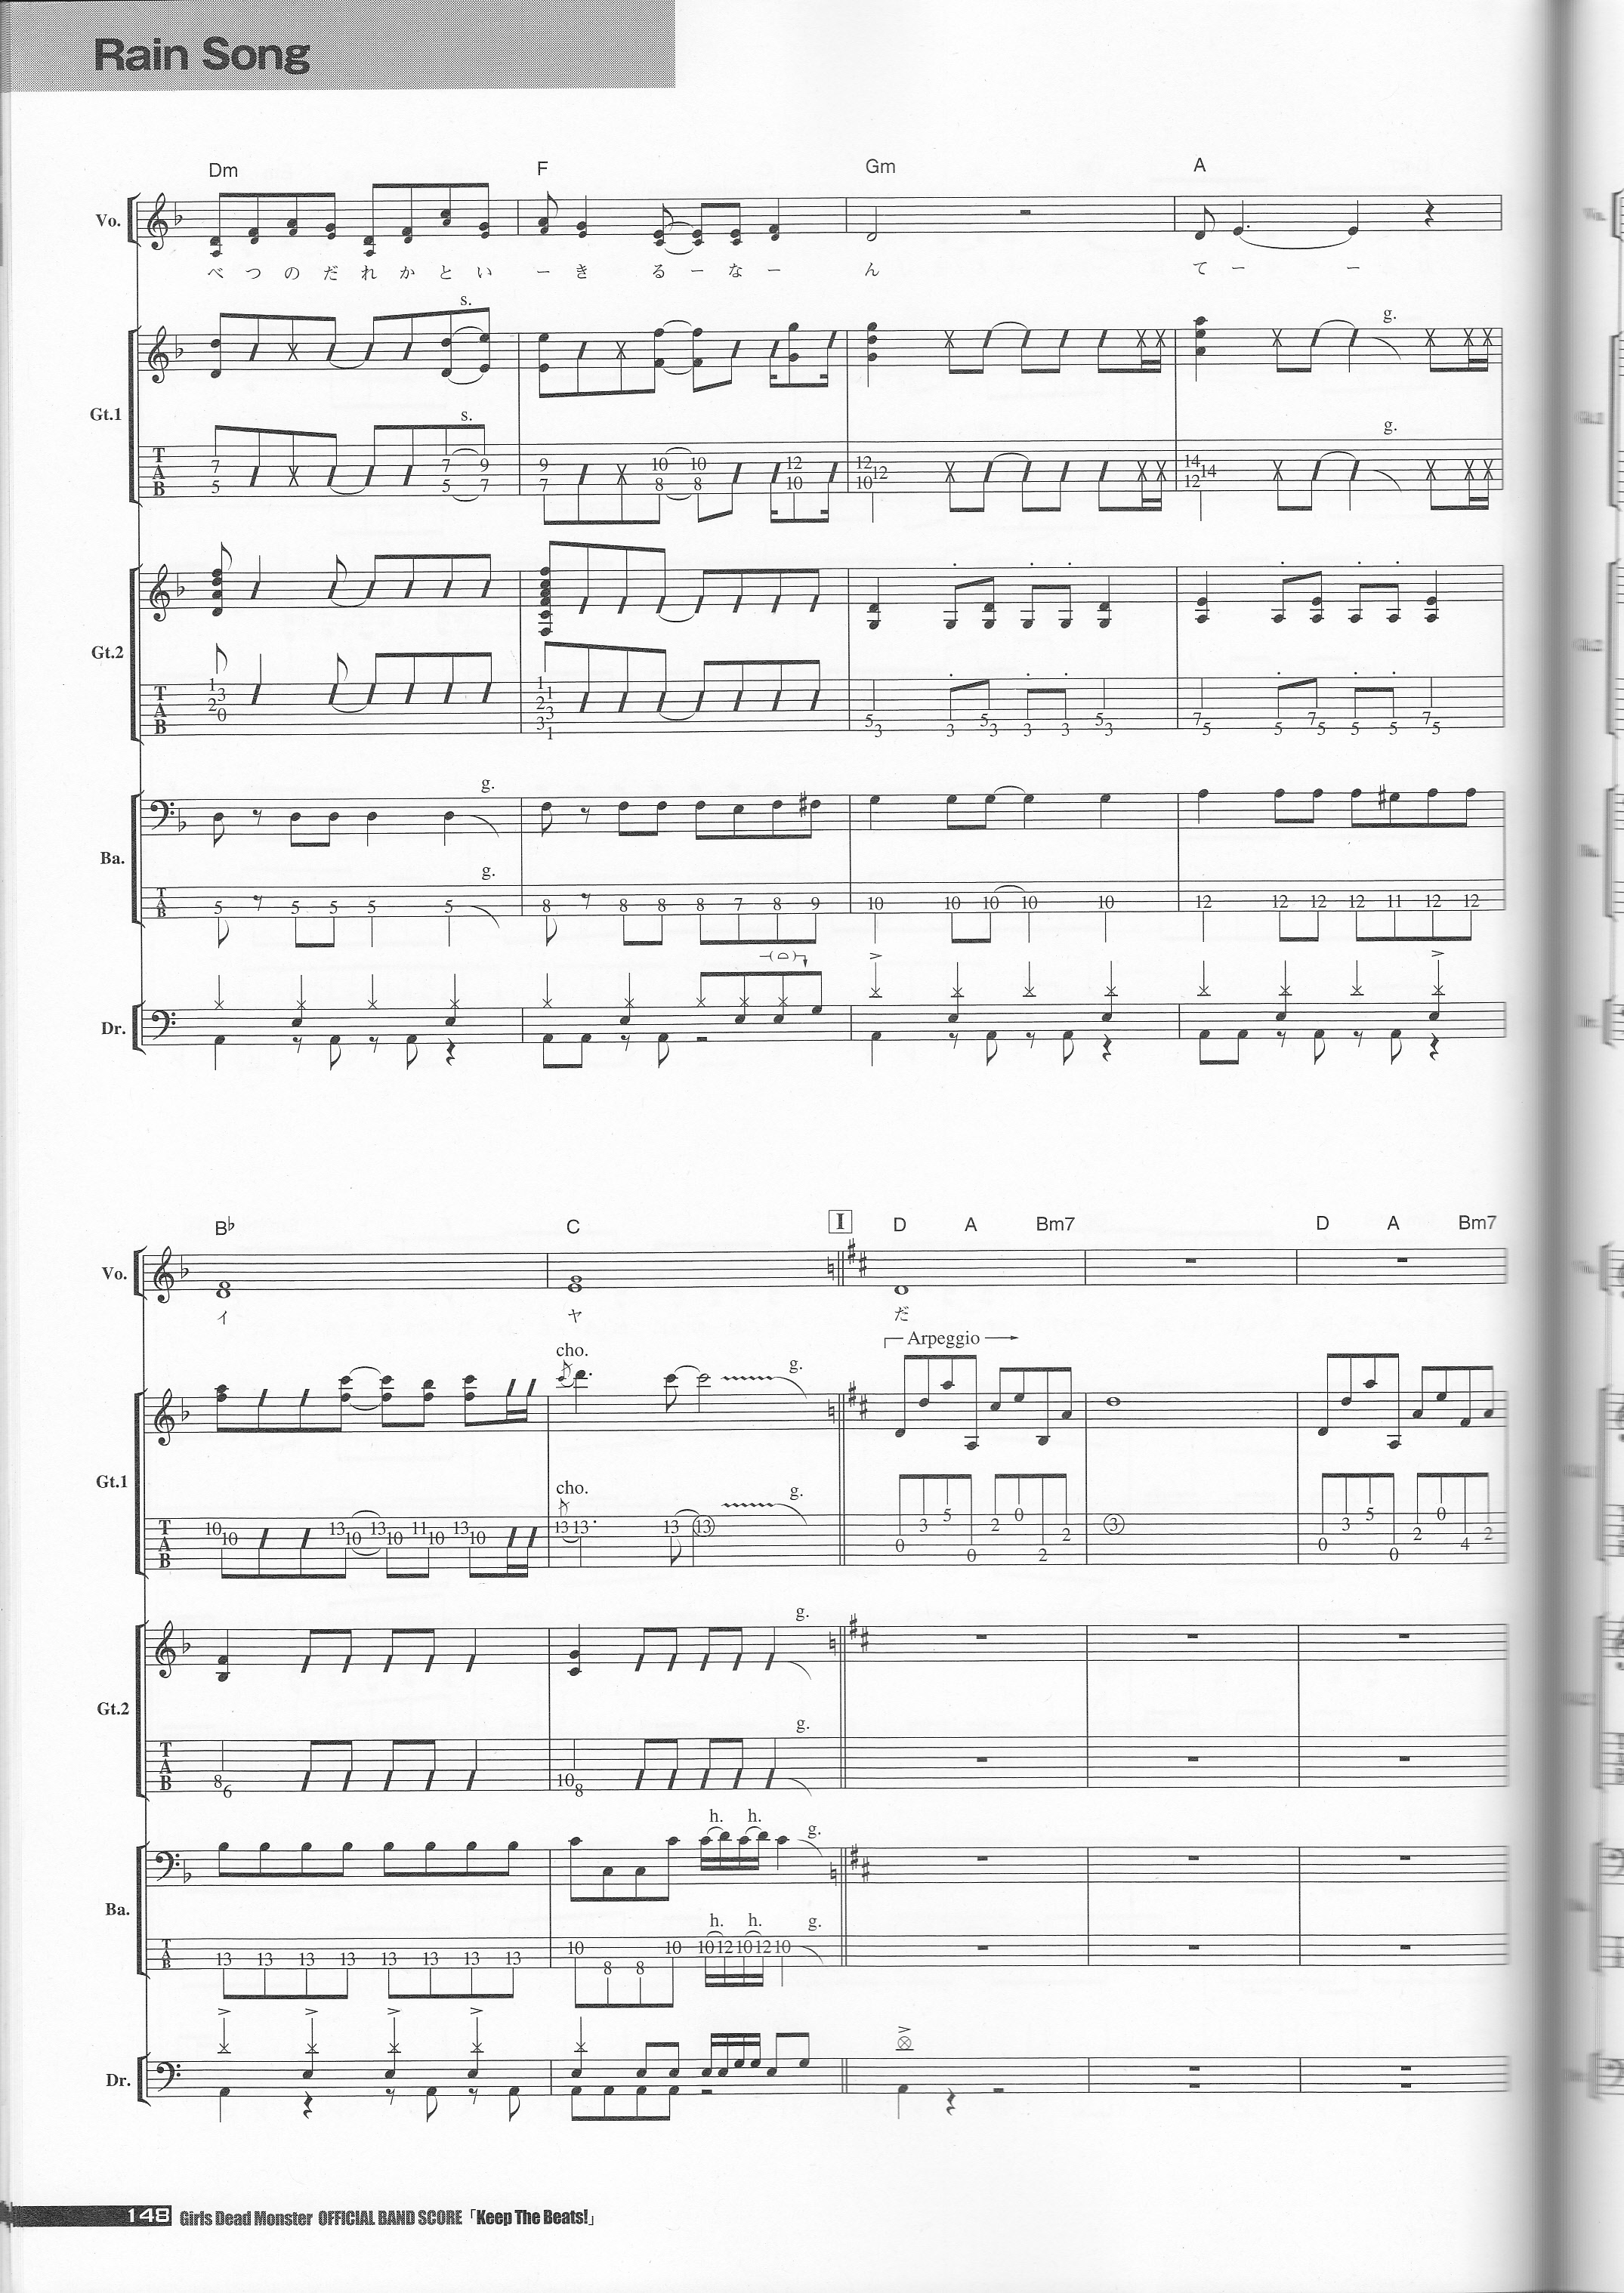 Rain Song
Dm F Gm A
Vo.
べ つ の だ れ か と い ー き る ー な ー ん て ー ー
s. g.
Gt.1
s. g.
T A B
7 5 7 5 9 7 9 7 10 8 10 8 12 10 12 12 10 14 14 12
Gt.2
T A B
1 3 2 0 1 1 2 3 3 1 5 3 3 5 3 3 3 5 3 7 5 5 7 5 5 5 7 5
g.
Ba.
g.
T A B
5 5 5 5 5 8 8 8 8 7 8 9 10 10 10 10 10 12 12 12 12 11 12 12
Dr.
B♭ C I D A Bm7 D A Bm7
Vo.
イ ヤ だ
Arpeggio
cho. g.
Gt.1
cho. g.
T A B
10 10 13 10 13 10 11 10 13 10 13 13 13 13 0 3 5 0 2 0 2 2 3 0 3 5 0 2 0 4 2
g.
Gt.2
g.
T A B
8 6 10 8
h. h. g.
Ba.
h. h. g.
T A B
13 13 13 13 13 13 13 13 10 8 8 10 10 12 10 12 10
Dr.
148 Girls Dead Monster OFFICIAL BAND SCORE「Keep The Beats!」